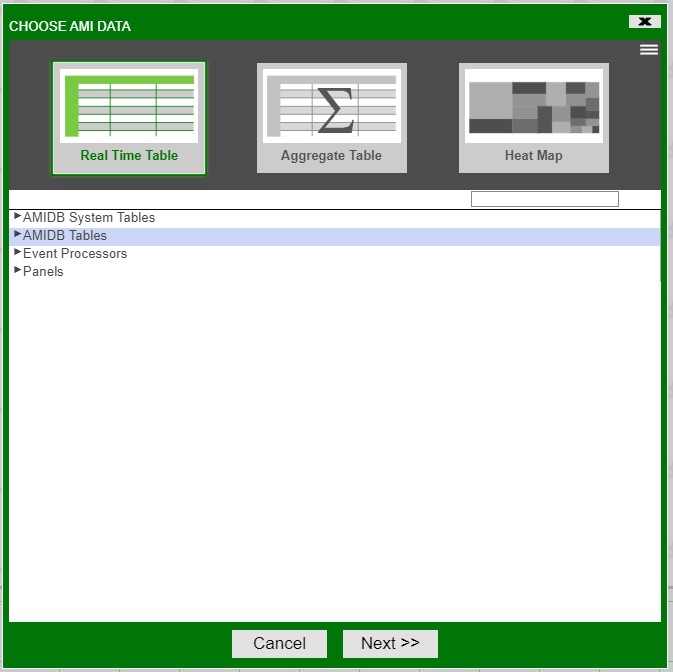 CHOOSE AMI DATA
Real Time Table
Σ
Aggregate Table
Heat Map
AMIDB System Tables
AMIDB Tables
Event Processors
Panels
Cancel
Next >>